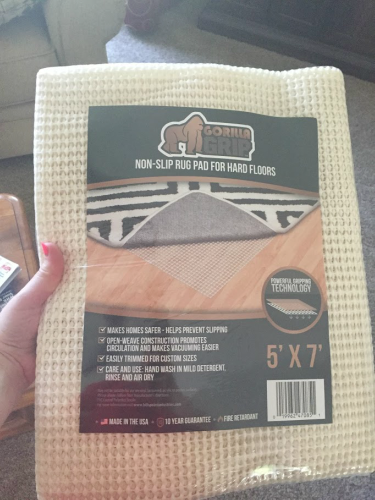 GORILLA
GRIP
NON-SLIP RUG PAD FOR HARD FLOORS
POWERFUL GRIPPING
TECHNOLOGY
MAKES HOMES SAFER - HELPS PREVENT SLIPPING
OPEN-WEAVE CONSTRUCTION PROMOTES
CIRCULATION AND MAKES VACUUMING EASIER
EASILY TRIMMED FOR CUSTOM SIZES
CARE AND USE: HAND WASH IN MILD DETERGENT,
RINSE AND AIR DRY
5' X 7'
MADE IN THE USA 10 YEAR GUARANTEE FIRE RETARDANT